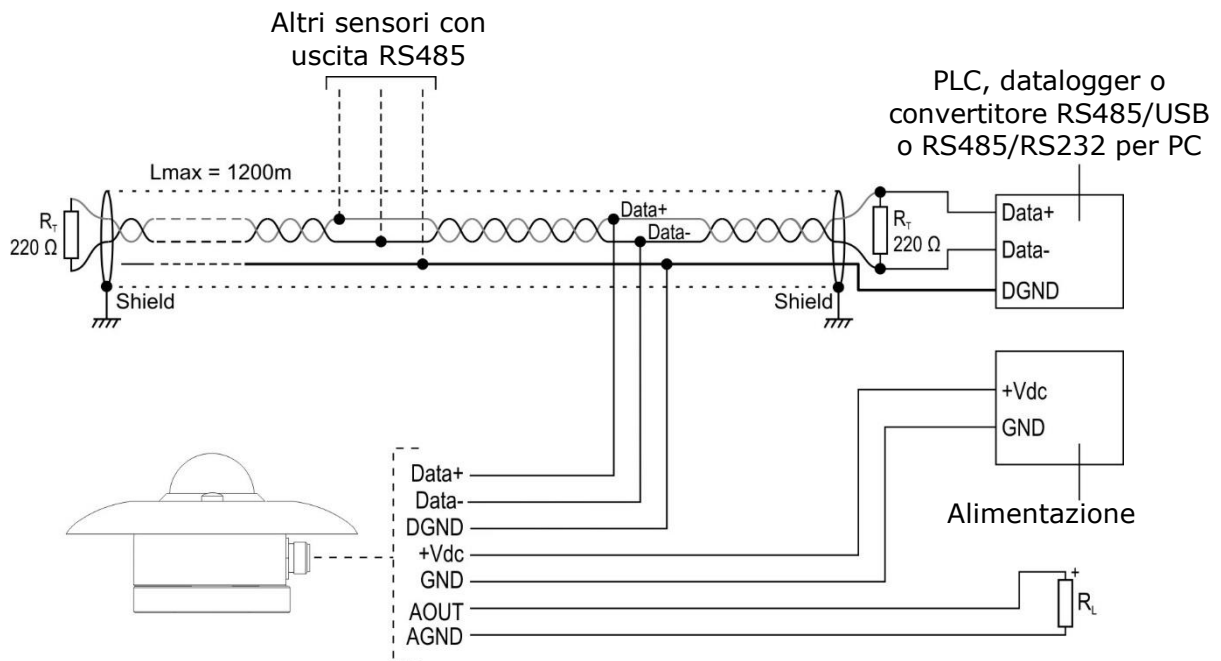 Altri sensori con
uscita RS485
PLC, datalogger o
convertitore RS485/USB
o RS485/RS232 per PC
Lmax = 1200m
RT
220 Ω
Data+
Data-
RT
220 Ω
Data+
Data-
DGND
Shield
Shield
+Vdc
GND
Alimentazione
Data+
Data-
DGND
+Vdc
GND
AOUT
AGND
+
RL